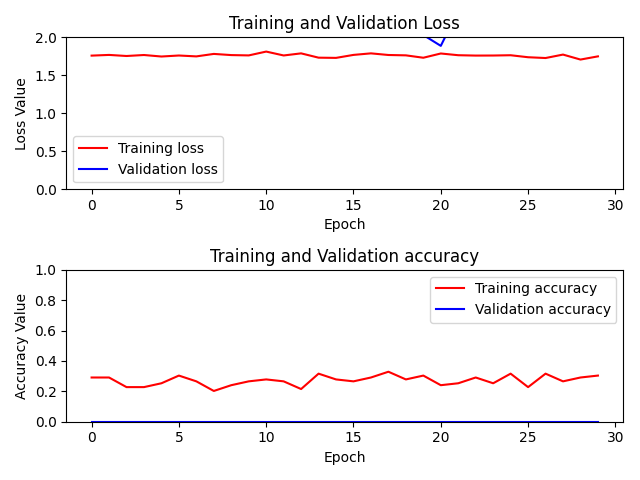 Training and Validation Loss
2.0
1.5
1.0
0.5
0.0
Loss Value
Training loss
Validation loss
0 5 10 15 20 25 30
Epoch
Training and Validation accuracy
1.0
0.8
0.6
0.4
0.2
0.0
Accuracy Value
Training accuracy
Validation accuracy
0 5 10 15 20 25 30
Epoch